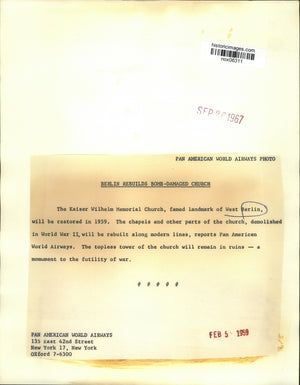 historicimages.com
nox06311
SEP 26 1967
PAN AMERICAN WORLD AIRWAYS PHOTO
BERLIN REBUILDS BOMB-DAMAGED CHURCH
The Kaiser Wilhelm Memorial Church, famed landmark of West Berlin,
will be restored in 1959. The chapels and other parts of the church, demolished
in World War II, will be rebuilt along modern lines, reports Pan American
World Airways. The topless tower of the church will remain in ruins -- a
monument to the futility of war.
# # # # #
PAN AMERICAN WORLD AIRWAYS
135 East 42nd Street
New York 17, New York
OXford 7-6300
FEB 5 1959